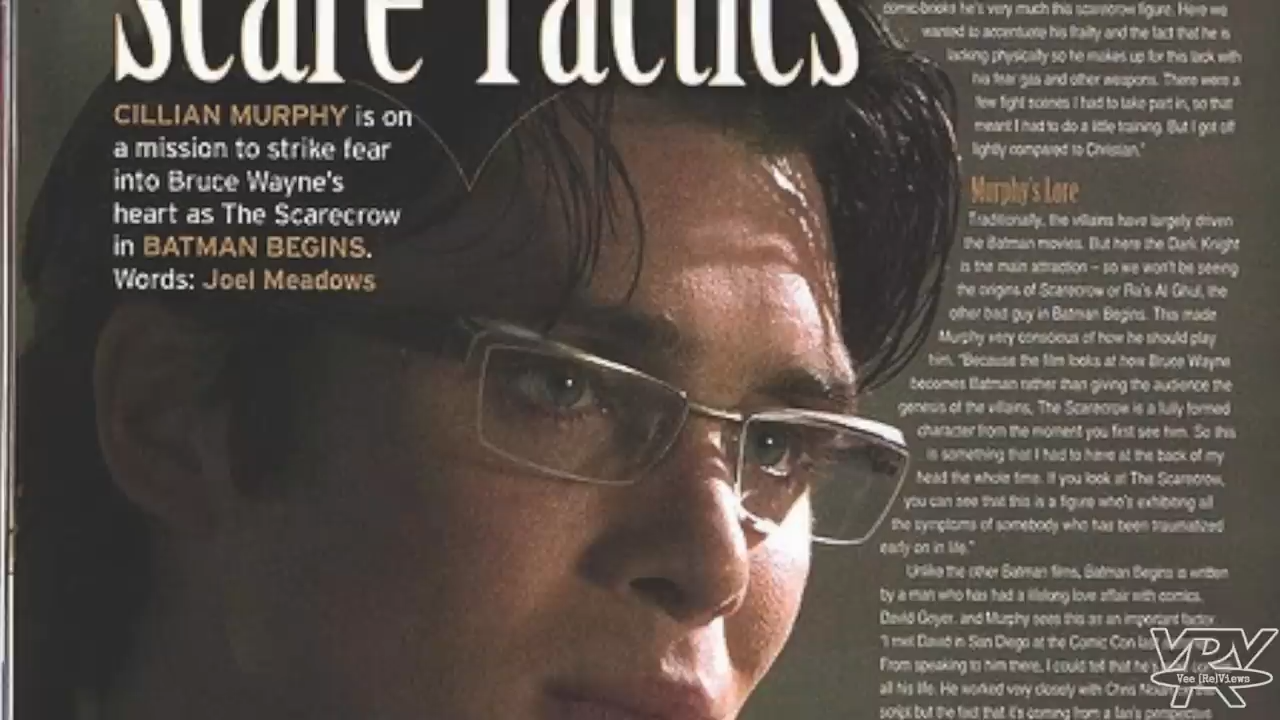 Scare Tactics
CILLIAN MURPHY is on
a mission to strike fear
into Bruce Wayne's
heart as The Scarecrow
in BATMAN BEGINS.
Words: Joel Meadows
comic-books he's very much this scarecrow figure. Here we
wanted to accentuate his frailty and the fact that he is
lacking physically so he makes up for this lack with
his fear gas and other weapons. There were a
few fight scenes I had to take part in, so that
meant I had to do a little training. But I got off
lightly compared to Christian.'
Murphy's Lore
Traditionally, the villains have largely driven
the Batman movies. But here the Dark Knight
is the main attraction – so we won't be seeing
the origins of Scarecrow or Ra's Al Ghul, the
other bad guy in Batman Begins. This made
Murphy very conscious of how he should play
him. "Because the film looks at how Bruce Wayne
becomes Batman rather than giving the audience the
genesis of the villains, The Scarecrow is a fully formed
character from the moment you first see him. So this
is something that I had to have at the back of my
head the whole time. If you look at The Scarecrow,
you can see that this is a figure who's exhibiting all
the symptoms of somebody who has been traumatized
early on in life."
Unlike the other Batman films, Batman Begins is written
by a man who has had a lifelong love affair with comics,
David Goyer, and Murphy sees this as an important factor.
"I met David in San Diego at the Comic Con
From speaking to him there, I could tell that he's
all his life. He worked very closely with Chris
script but the fact that it's coming from a fan's perspective
VRV
Vee (Re)Views